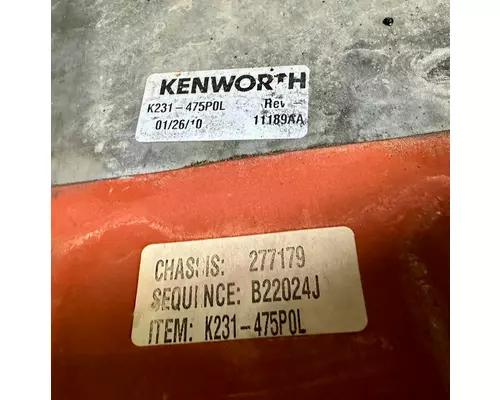 KENWORTH
K231-475P0L Rev -
01/26/10 11189AA
CHASSIS: 277179
SEQUENCE: B22024J
ITEM: K231-475P0L